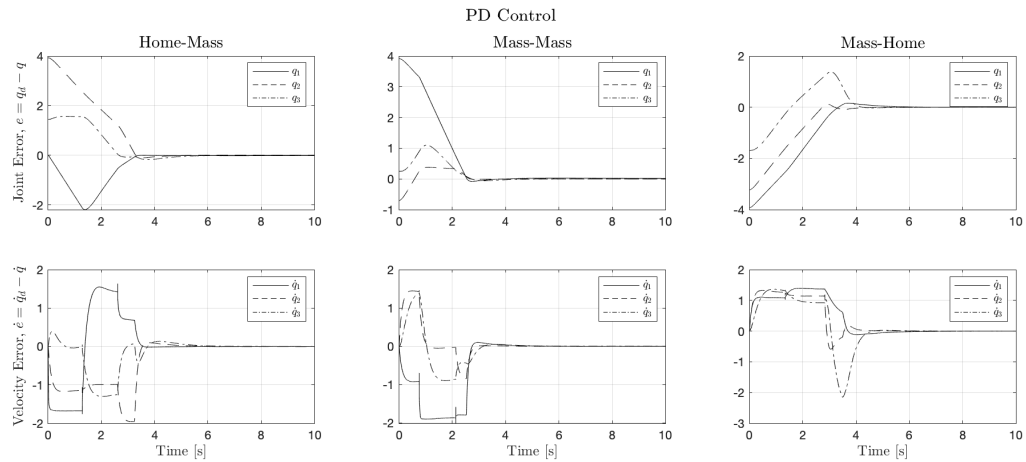 PD Control
Home-Mass
Mass-Mass
Mass-Home
Joint Error, $e = q_d - q$
4
2
0
-2
0 2 4 6 8 10
q₁
q₂
q₃
4
3
2
1
0
-1
0 2 4 6 8 10
q₁
q₂
q₃
2
0
-2
-4
0 2 4 6 8 10
q₁
q₂
q₃
Velocity Error, $\dot{e} = \dot{q}_d - \dot{q}$
2
1
0
-1
-2
0 2 4 6 8 10
q̇₁
q̇₂
q̇₃
Time [s]
2
1
0
-1
-2
0 2 4 6 8 10
q̇₁
q̇₂
q̇₃
Time [s]
2
1
0
-1
-2
-3
0 2 4 6 8 10
q̇₁
q̇₂
q̇₃
Time [s]